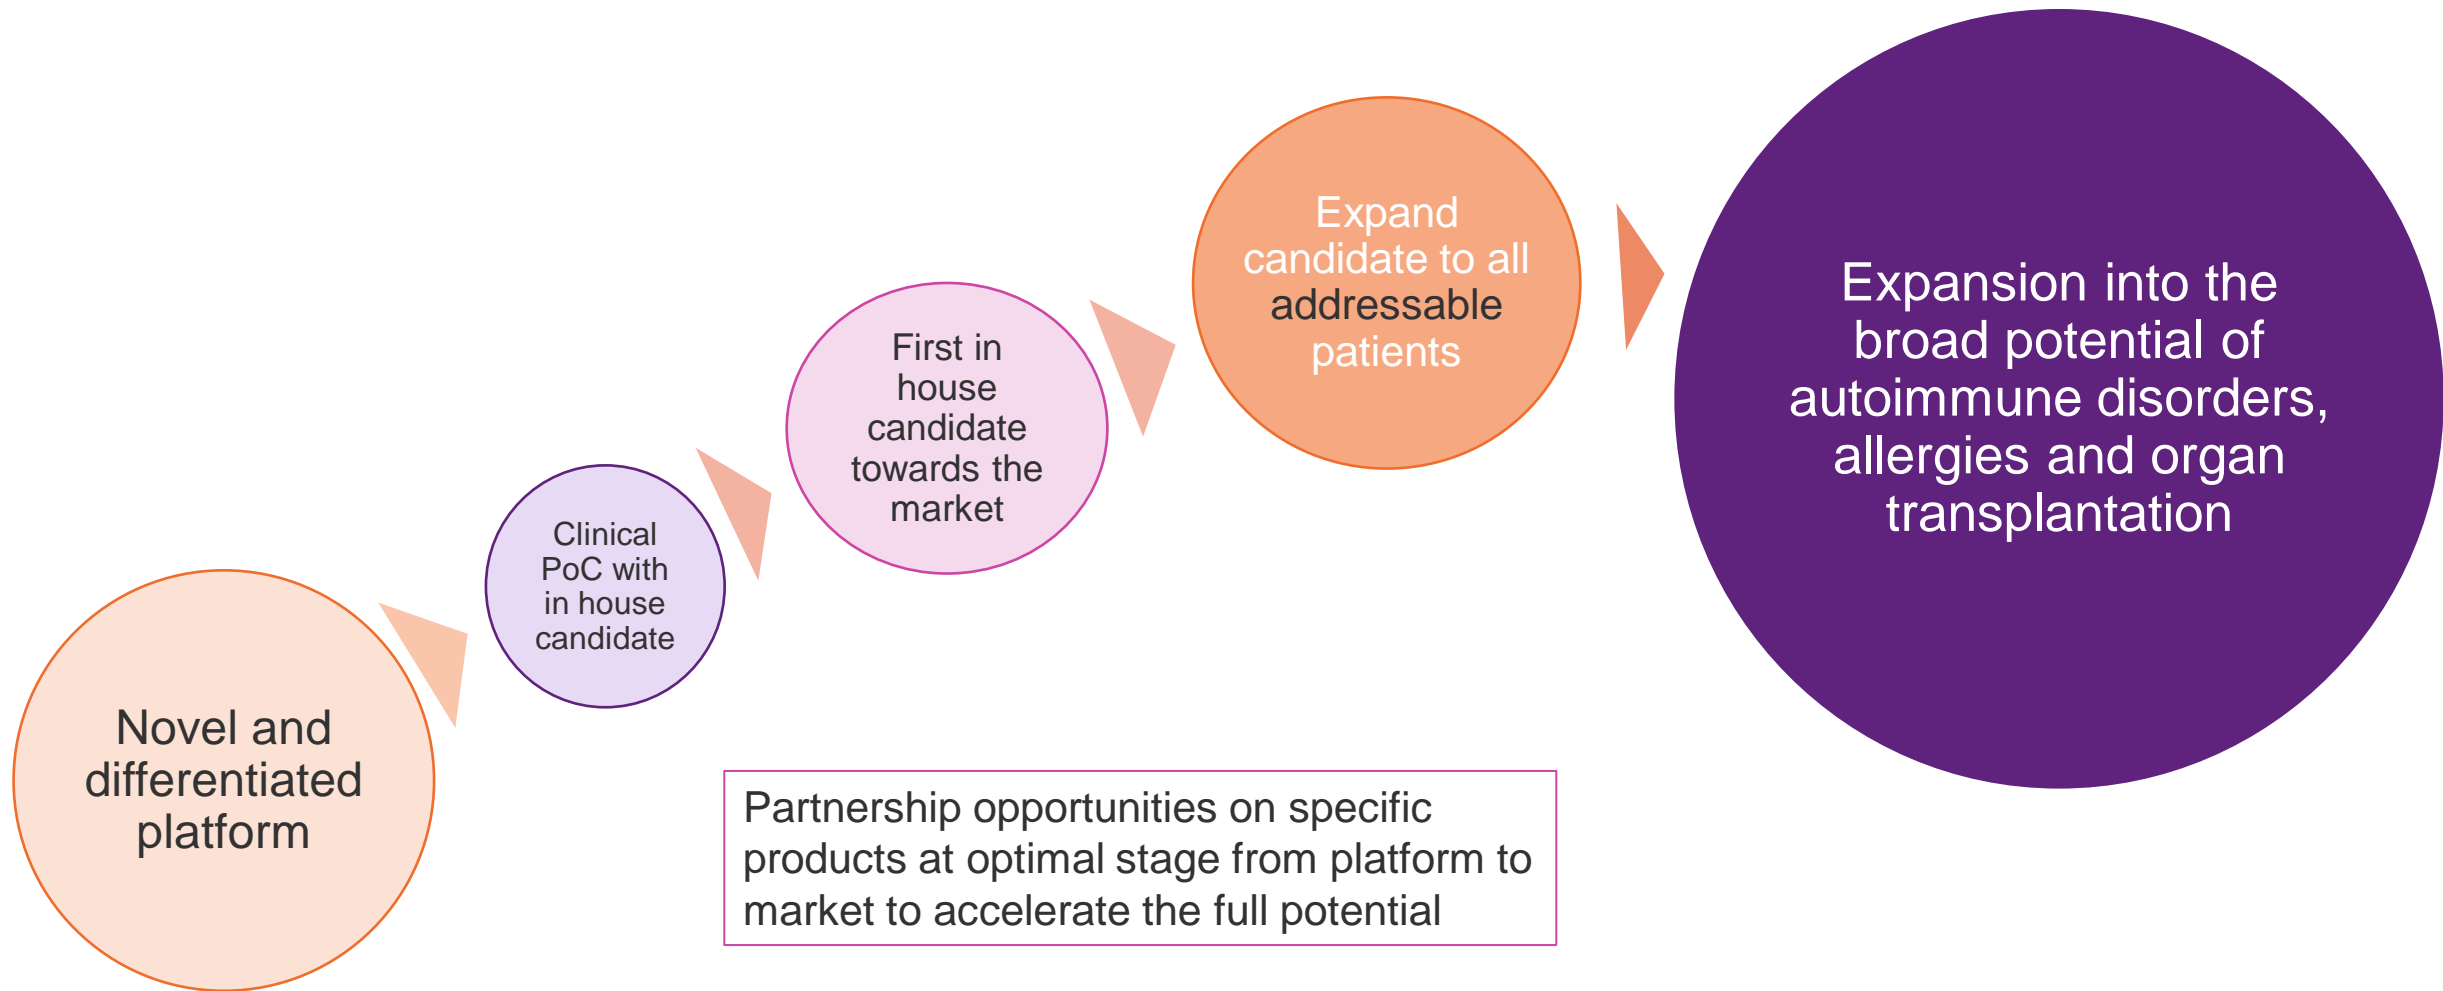 Novel and
differentiated
platform
Clinical
PoC with
in house
candidate
First in
house
candidate
towards the
market
Expand
candidate to all
addressable
patients
Expansion into the
broad potential of
autoimmune disorders,
allergies and organ
transplantation
Partnership opportunities on specific
products at optimal stage from platform to
market to accelerate the full potential